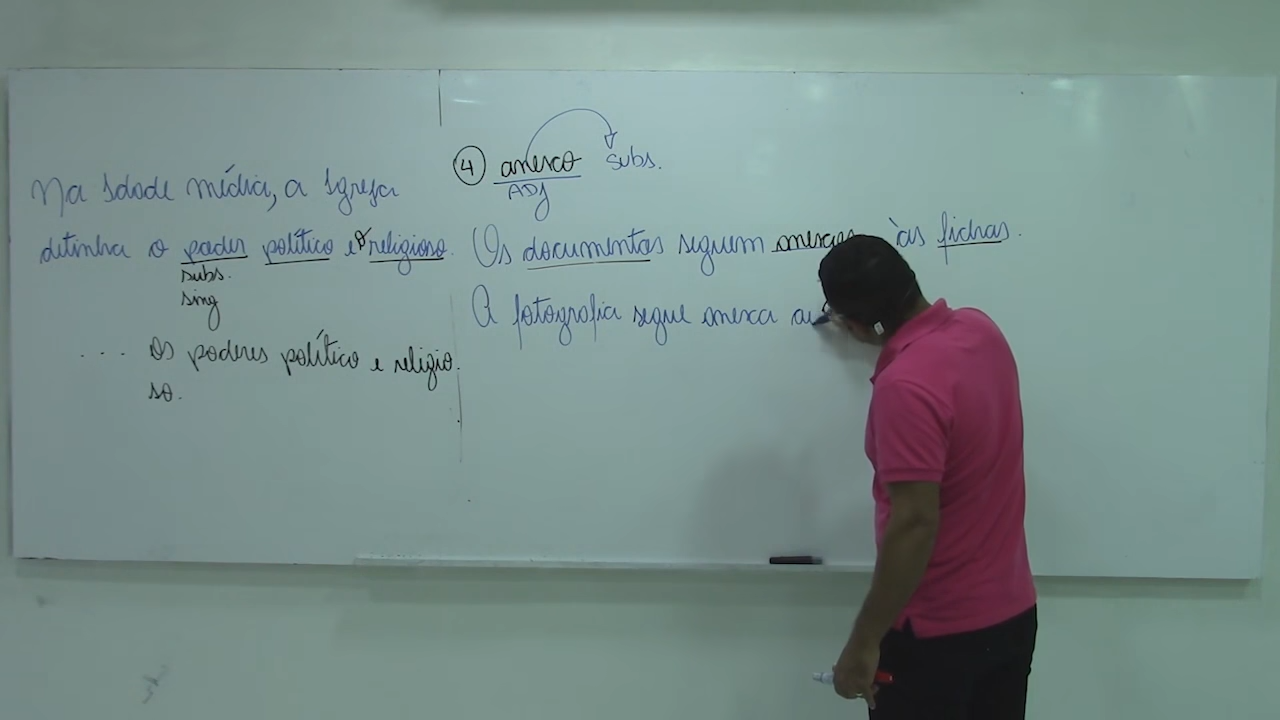 Na Idade média, a Igreja
detinha o poder político e o religioso.
subs.
sing
... Os poderes político e religio.
so.
4 anexo subs.
ADJ
Os documentos seguem anexos às fichas.
A fotografia segue anexa